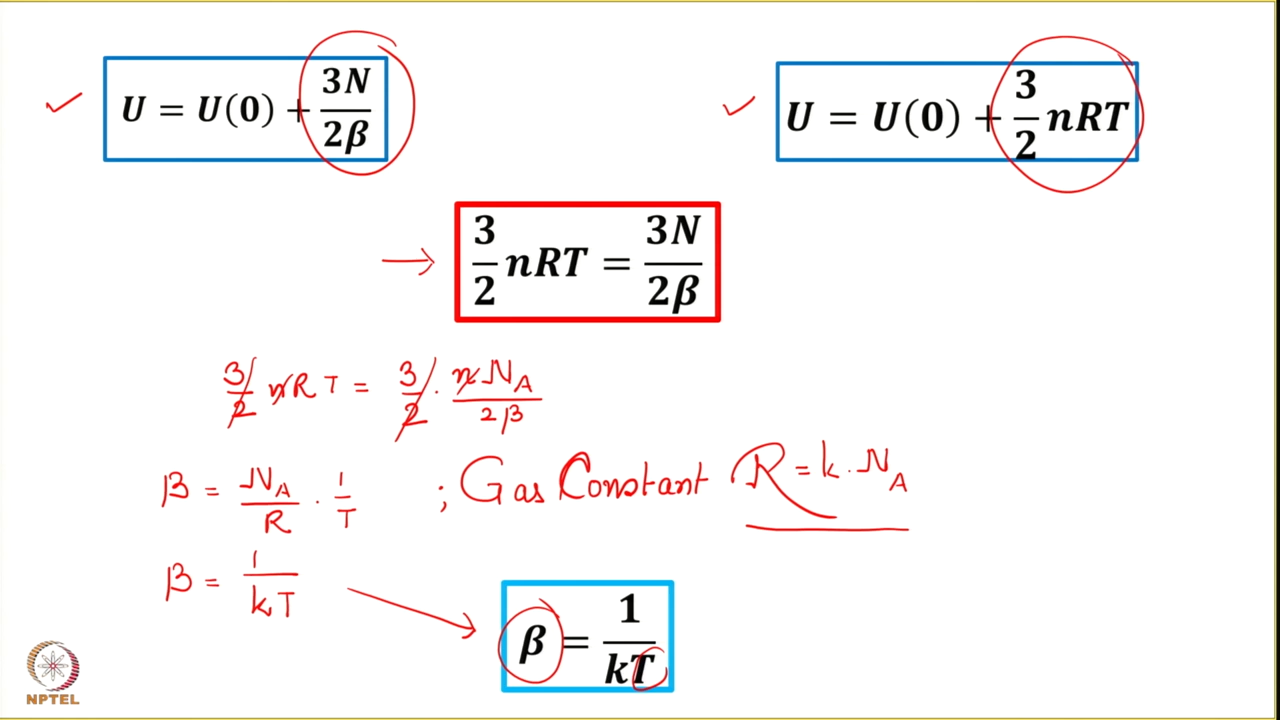 U = U(0) + 3N/2β
U = U(0) + 3/2 nRT
3/2 nRT = 3N/2β
3/2 nRT = 3/2 · nN_A/2β
β = N_A/R · 1/T ; Gas Constant R = k · N_A
β = 1/kT
β = 1/kT
NPTEL